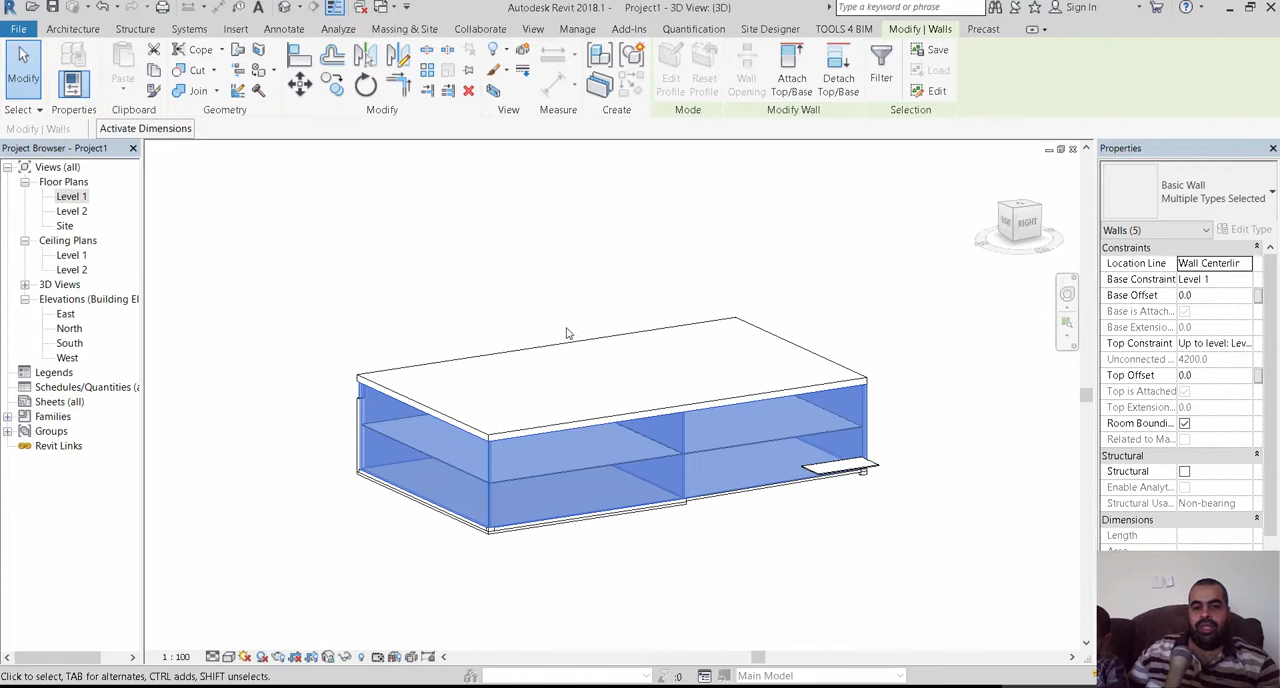 Autodesk Revit 2018.1 - Project1 - 3D View: {3D}
Type a keyword or phrase
Sign In
File Architecture Structure Systems Insert Annotate Analyze Massing & Site Collaborate View Manage Add-Ins Quantification Site Designer TOOLS 4 BIM Modify | Walls Precast
Modify
Select
Properties
Paste
Clipboard
Cope
Cut
Join
Geometry
Modify
View
Measure
Create
Edit
Profile
Reset
Profile
Mode
Wall
Opening
Attach
Top/Base
Detach
Top/Base
Modify Wall
Filter
Save
Load
Edit
Selection
Modify | Walls
Activate Dimensions
Project Browser - Project1
Views (all)
Floor Plans
Level 1
Level 2
Site
Ceiling Plans
Level 1
Level 2
3D Views
Elevations (Building El
East
North
South
West
Legends
Schedules/Quantities (a
Sheets (all)
Families
Groups
Revit Links
RIGHT
Properties
Basic Wall
Multiple Types Selected
Walls (5)
Edit Type
Constraints
Location Line Wall Centerlir
Base Constraint Level 1
Base Offset 0.0
Base is Attach...
Base Extension... 0.0
Top Constraint Up to level: Lev...
Unconnected ... 4200.0
Top Offset 0.0
Top is Attached
Top Extension... 0.0
Room Boundi...
Related to Ma...
Structural
Structural
Enable Analyt...
Structural Usa... Non-bearing
Dimensions
Length
1 : 100
Click to select, TAB for alternates, CTRL adds, SHIFT unselects.
:0
Main Model